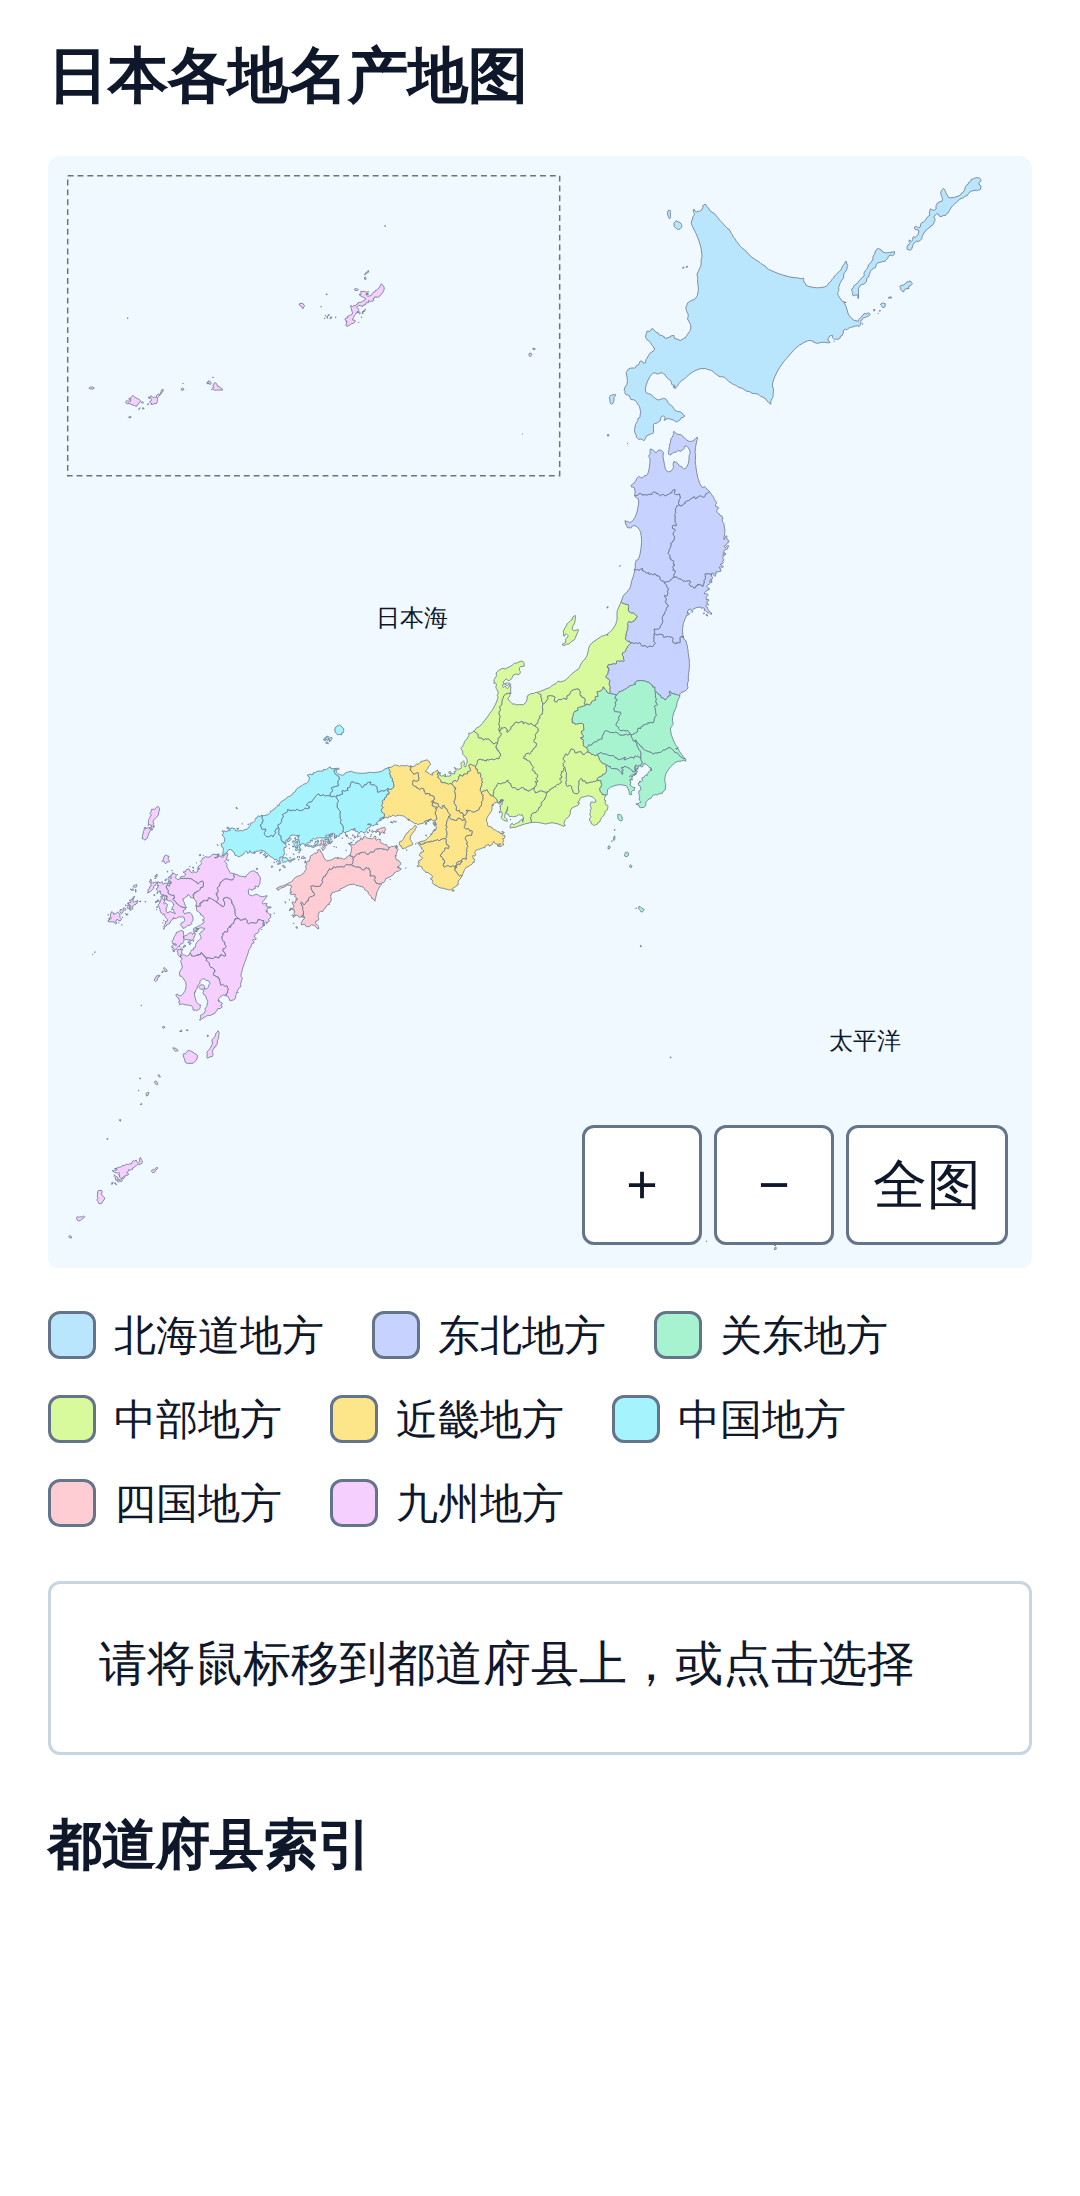 日本各地名产地图
日本海
太平洋
+
−
全图
北海道地方
东北地方
关东地方
中部地方
近畿地方
中国地方
四国地方
九州地方
请将鼠标移到都道府县上，或点击选择
都道府县索引